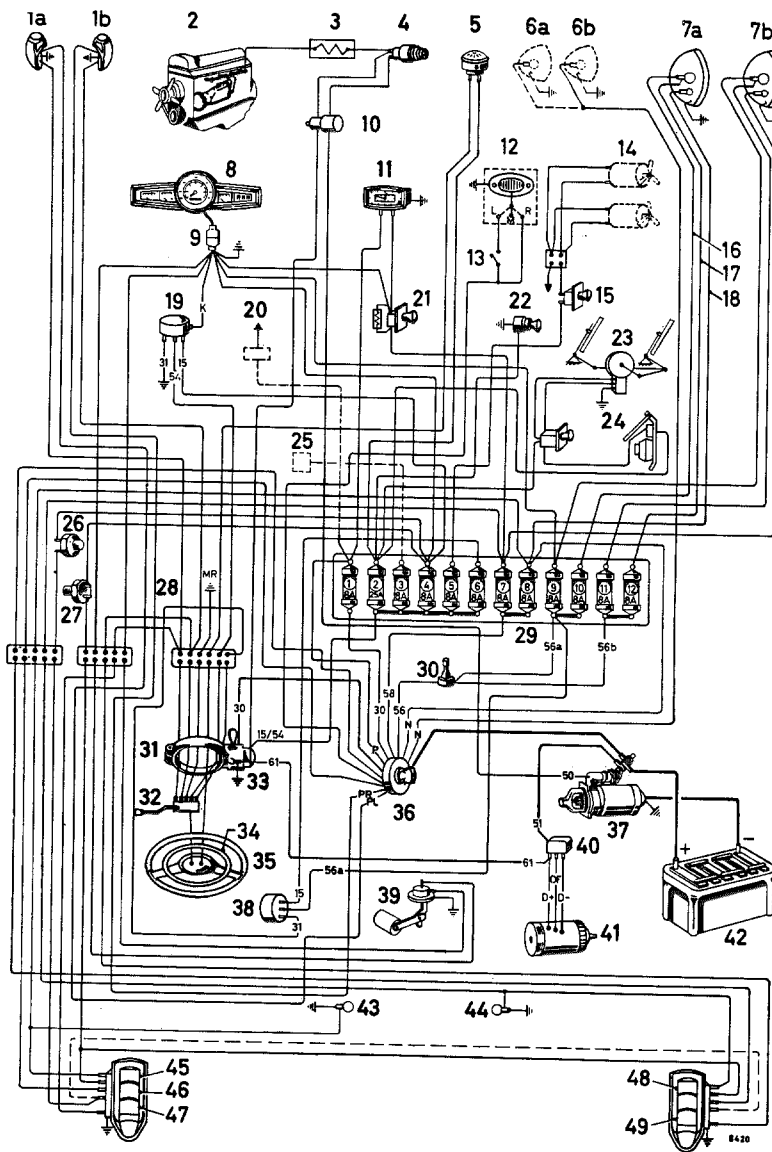 1a 1b 2 3 4 5 6a 6b 7a 7b
10
8 11 12 14
L M R
9 13 16
17
18
19 K 20 21 22 15
31 54 15
23
24
25
26
27 28 MR
1 2 3 4 5 6 7 8 9 10 11 12
8A 25A 8A 8A 8A 8A 8A 8A 8A 8A 8A 8A
29
56a 56b
30
30 58 30 56 N N
31 15/54 P
33 61 36 50
32 PR PL 37
34 51 + −
35 40
61
56a 15 DF
38 39 D+ D- 42
31 41
43 44
45 48
46
47 49
B420